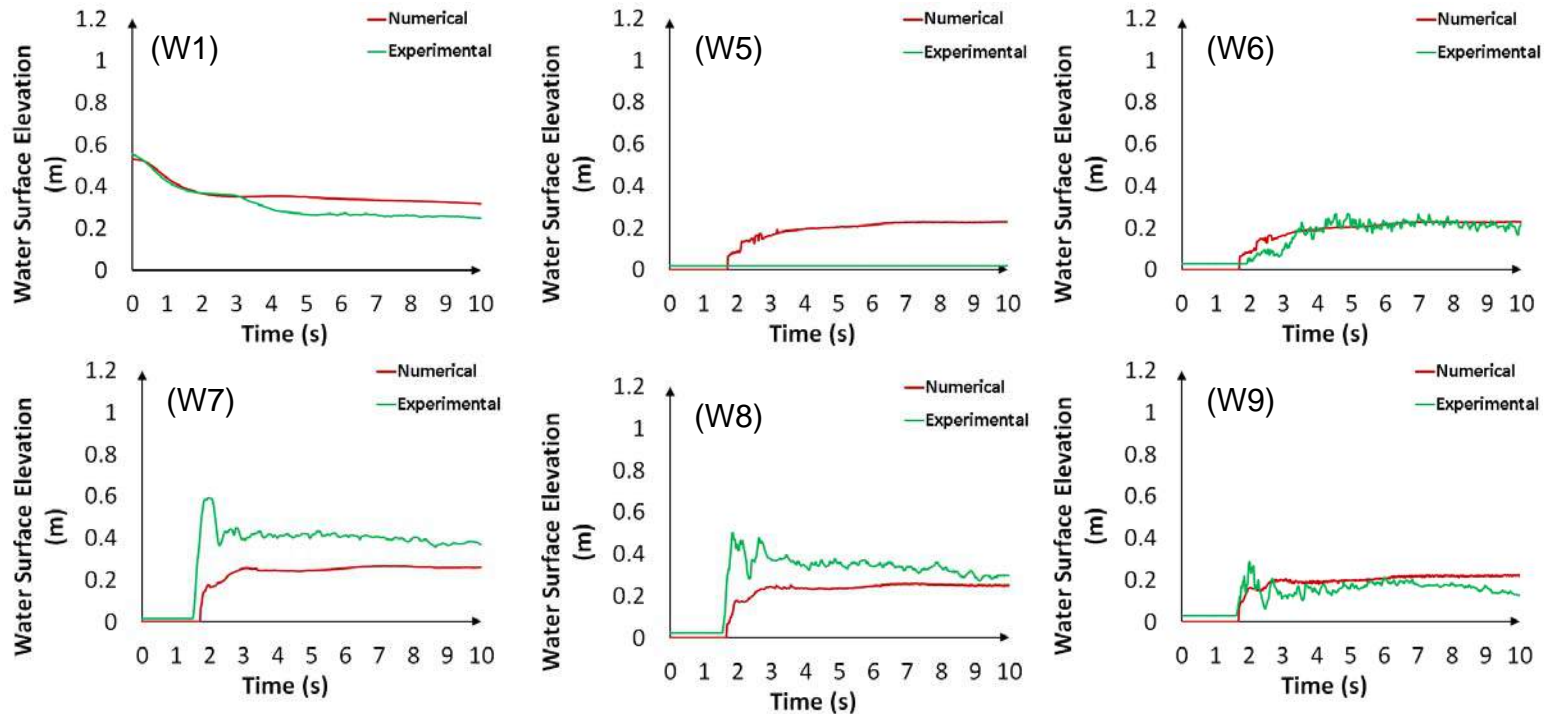 (W1)
Numerical
Experimental
Water Surface Elevation
(m)
1.2
1
0.8
0.6
0.4
0.2
0
0 1 2 3 4 5 6 7 8 9 10
Time (s)
(W5)
Numerical
Experimental
Water Surface Elevation
(m)
1.2
1
0.8
0.6
0.4
0.2
0
0 1 2 3 4 5 6 7 8 9 10
Time (s)
(W6)
Numerical
Experimental
Water Surface Elevation
(m)
1.2
1
0.8
0.6
0.4
0.2
0
0 1 2 3 4 5 6 7 8 9 10
Time (s)
(W7)
Numerical
Experimental
Water Surface Elevation
(m)
1.2
1
0.8
0.6
0.4
0.2
0
0 1 2 3 4 5 6 7 8 9 10
Time (s)
(W8)
Numerical
Experimental
Water Surface Elevation
(m)
1.2
1
0.8
0.6
0.4
0.2
0
0 1 2 3 4 5 6 7 8 9 10
Time (s)
(W9)
Numerical
Experimental
Water Surface Elevation
(m)
1.2
1
0.8
0.6
0.4
0.2
0
0 1 2 3 4 5 6 7 8 9 10
Time (s)